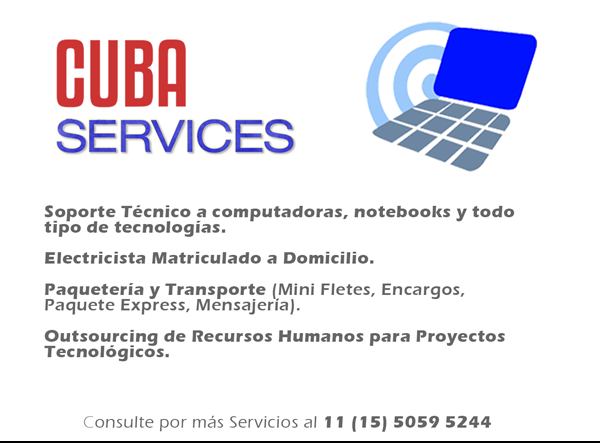 CUBA
SERVICES
Soporte Técnico a computadoras, notebooks y todo
tipo de tecnologías.
Electricista Matriculado a Domicilio.
Paquetería y Transporte (Mini Fletes, Encargos,
Paquete Express, Mensajería).
Outsourcing de Recursos Humanos para Proyectos
Tecnológicos.
Consulte por más Servicios al 11 (15) 5059 5244